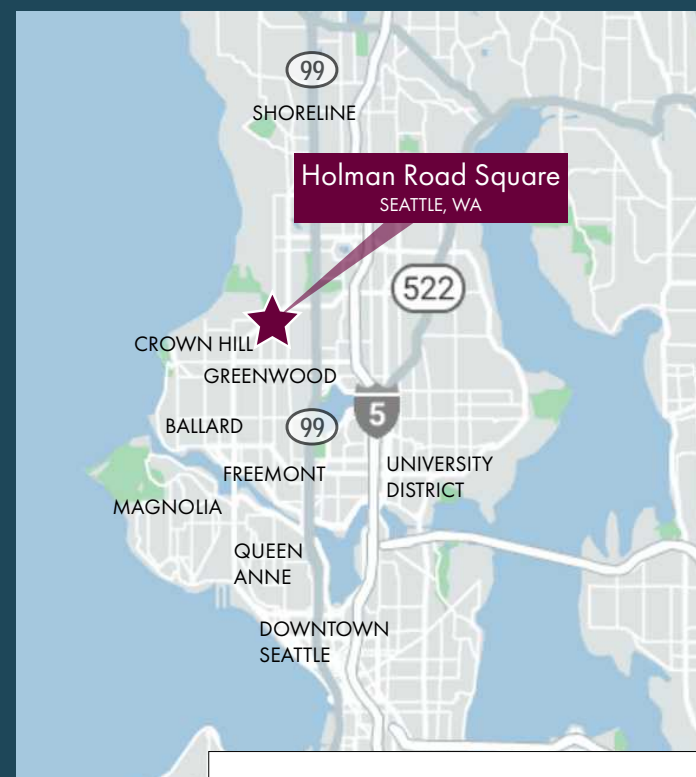 99
SHORELINE
Holman Road Square
SEATTLE, WA
522
CROWN HILL
GREENWOOD
5
BALLARD
99
FREEMONT
UNIVERSITY
DISTRICT
MAGNOLIA
QUEEN
ANNE
DOWNTOWN
SEATTLE